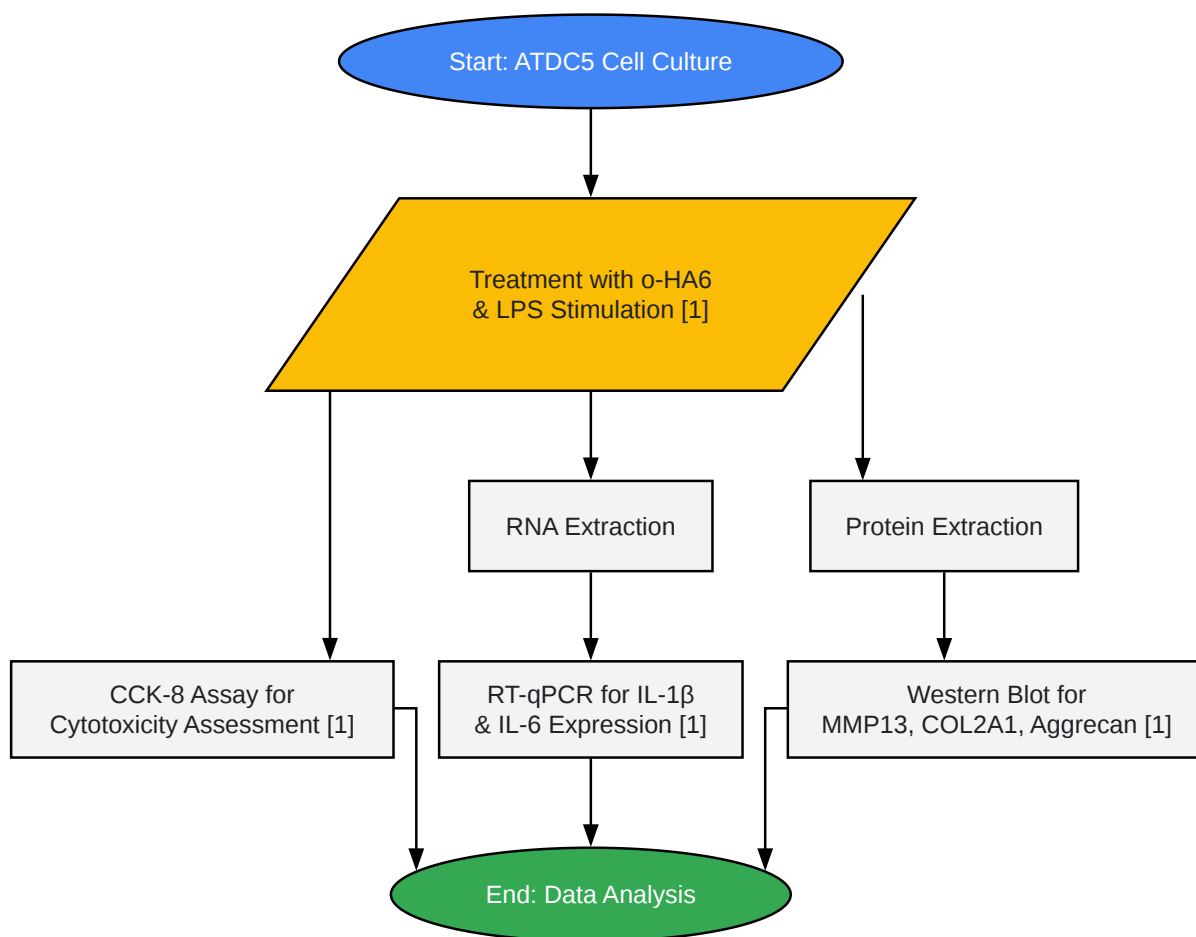 Start: ATDC5 Cell Culture
Treatment with o-HA6
& LPS Stimulation [1]
RNA Extraction
Protein Extraction
CCK-8 Assay for
Cytotoxicity Assessment [1]
RT-qPCR for IL-1β
& IL-6 Expression [1]
Western Blot for
MMP13, COL2A1, Aggrecan [1]
End: Data Analysis